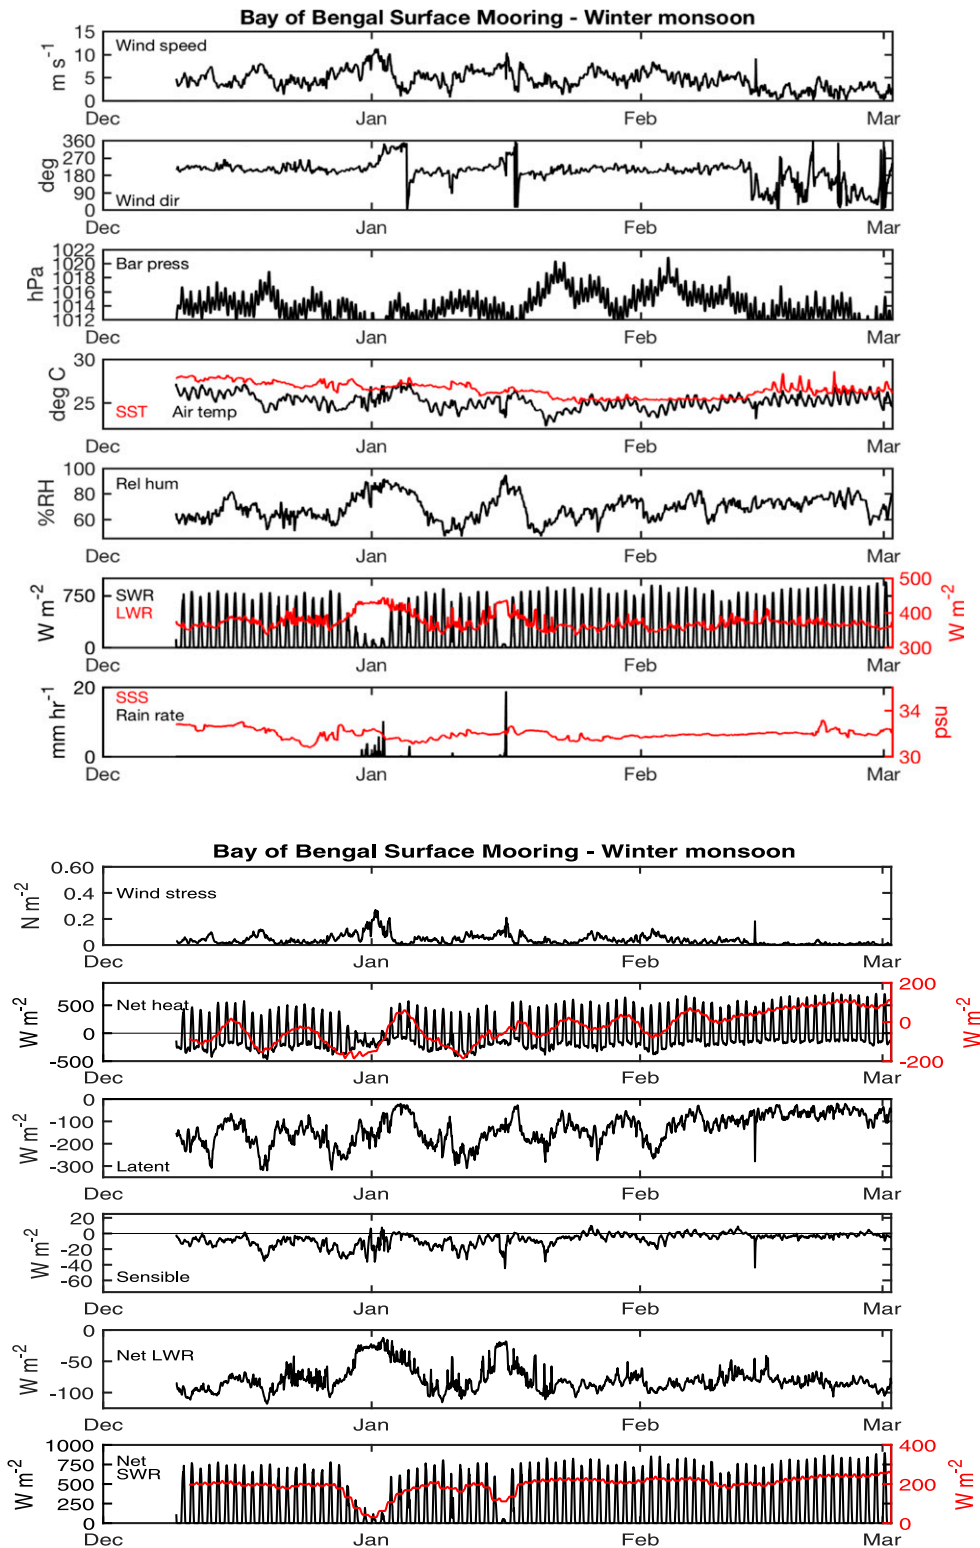 Bay of Bengal Surface Mooring - Winter monsoon
15
10
5
0
m s-1
Wind speed
Dec Jan Feb Mar
360
270
180
90
0
deg
Wind dir
Dec Jan Feb Mar
1022
1020
1018
1016
1014
1012
hPa
Bar press
Dec Jan Feb Mar
30
25
deg C
SST Air temp
Dec Jan Feb Mar
100
80
60
%RH
Rel hum
Dec Jan Feb Mar
750
0
W m-2
SWR
LWR
500
400
300
W m-2
Dec Jan Feb Mar
20
0
mm hr-1
SSS
Rain rate
34
30
psu
Dec Jan Feb Mar
Bay of Bengal Surface Mooring - Winter monsoon
0.60
0.4
0.2
0
N m-2
Wind stress
Dec Jan Feb Mar
500
0
-500
W m-2
Net heat
200
0
-200
W m-2
Dec Jan Feb Mar
0
-100
-200
-300
W m-2
Latent
Dec Jan Feb Mar
20
0
-20
-40
-60
W m-2
Sensible
Dec Jan Feb Mar
0
-50
-100
W m-2
Net LWR
Dec Jan Feb Mar
1000
750
500
250
0
W m-2
Net
SWR
400
200
0
W m-2
Dec Jan Feb Mar